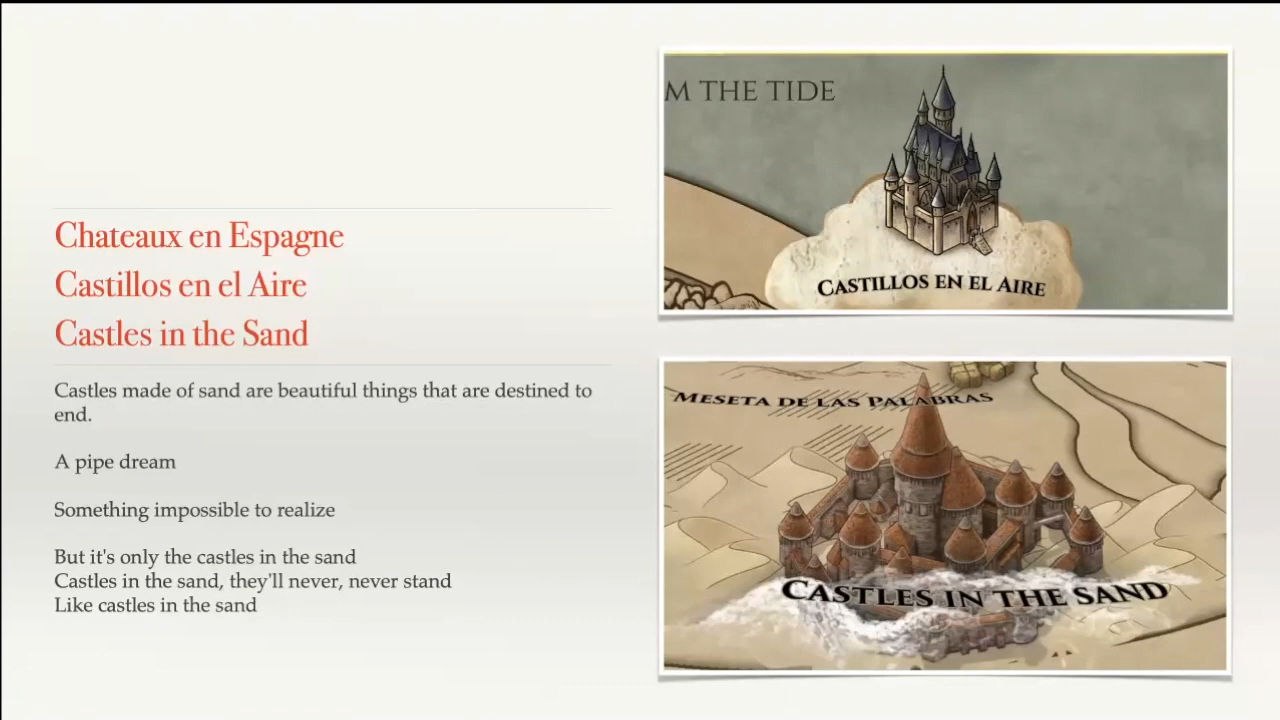 Chateaux en Espagne
Castillos en el Aire
Castles in the Sand
Castles made of sand are beautiful things that are destined to
end.
A pipe dream
Something impossible to realize
But it's only the castles in the sand
Castles in the sand, they'll never, never stand
Like castles in the sand
M THE TIDE
CASTILLOS EN EL AIRE
MESETA DE LAS PALABRAS
CASTLES IN THE SAND